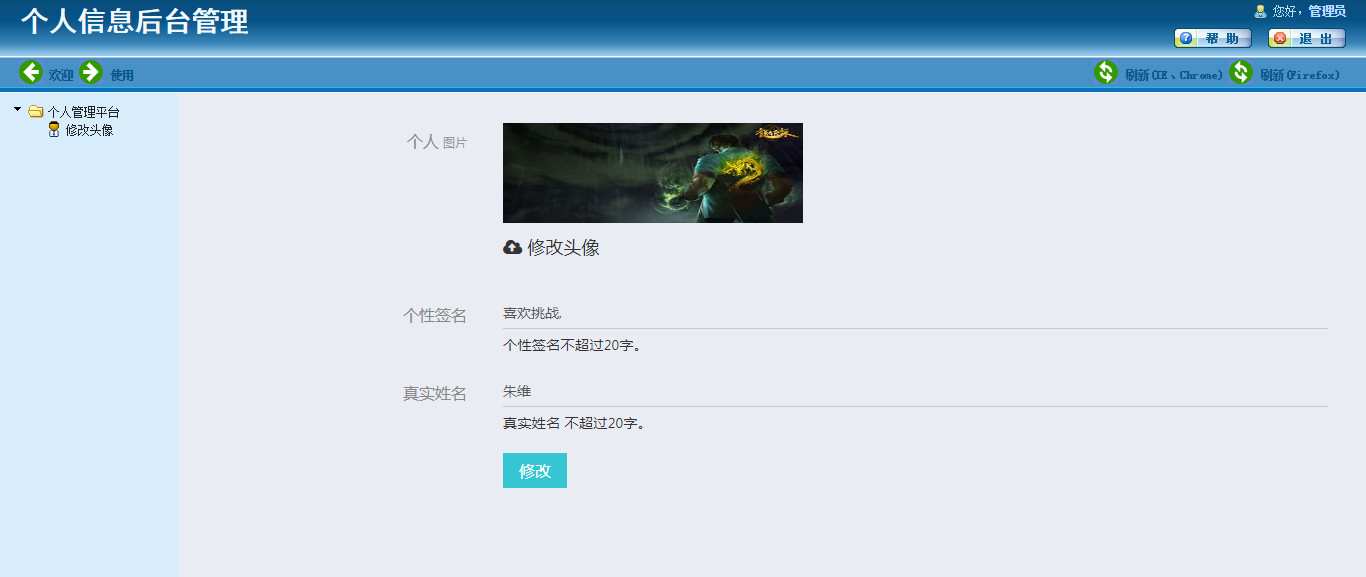 个人信息后台管理
您好，管理员
帮 助
退 出
欢迎
使用
刷新(IE、Chrome)
刷新(Firefox)
个人管理平台
修改头像
个人 图片
修改头像
个性签名
喜欢挑战,
个性签名不超过20字。
真实姓名
朱维
真实姓名 不超过20字。
修改